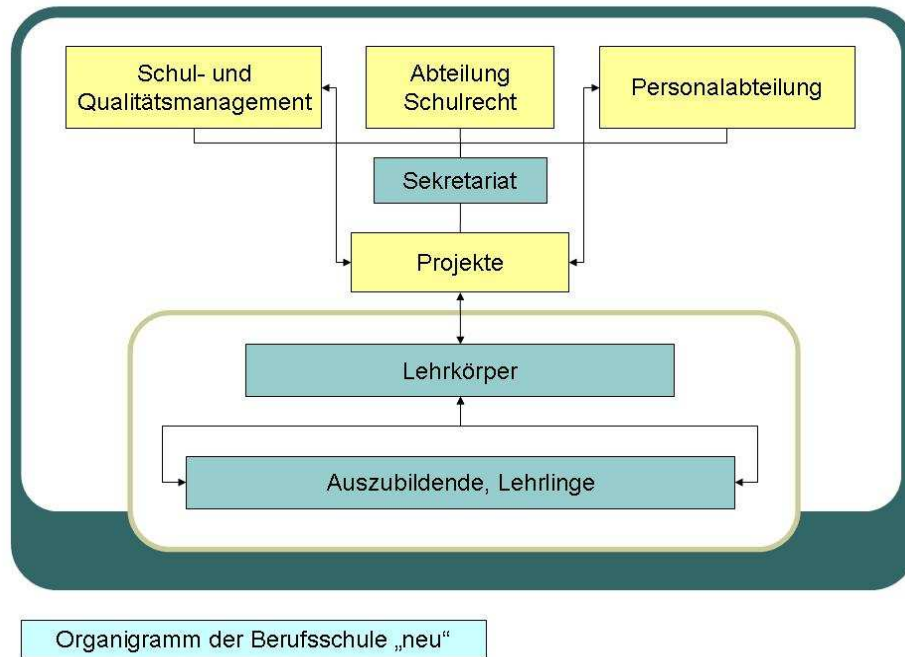 Schul- und
Qualitätsmanagement
Abteilung
Schulrecht
Personalabteilung
Sekretariat
Projekte
Lehrkörper
Auszubildende, Lehrlinge
Organigramm der Berufsschule „neu“